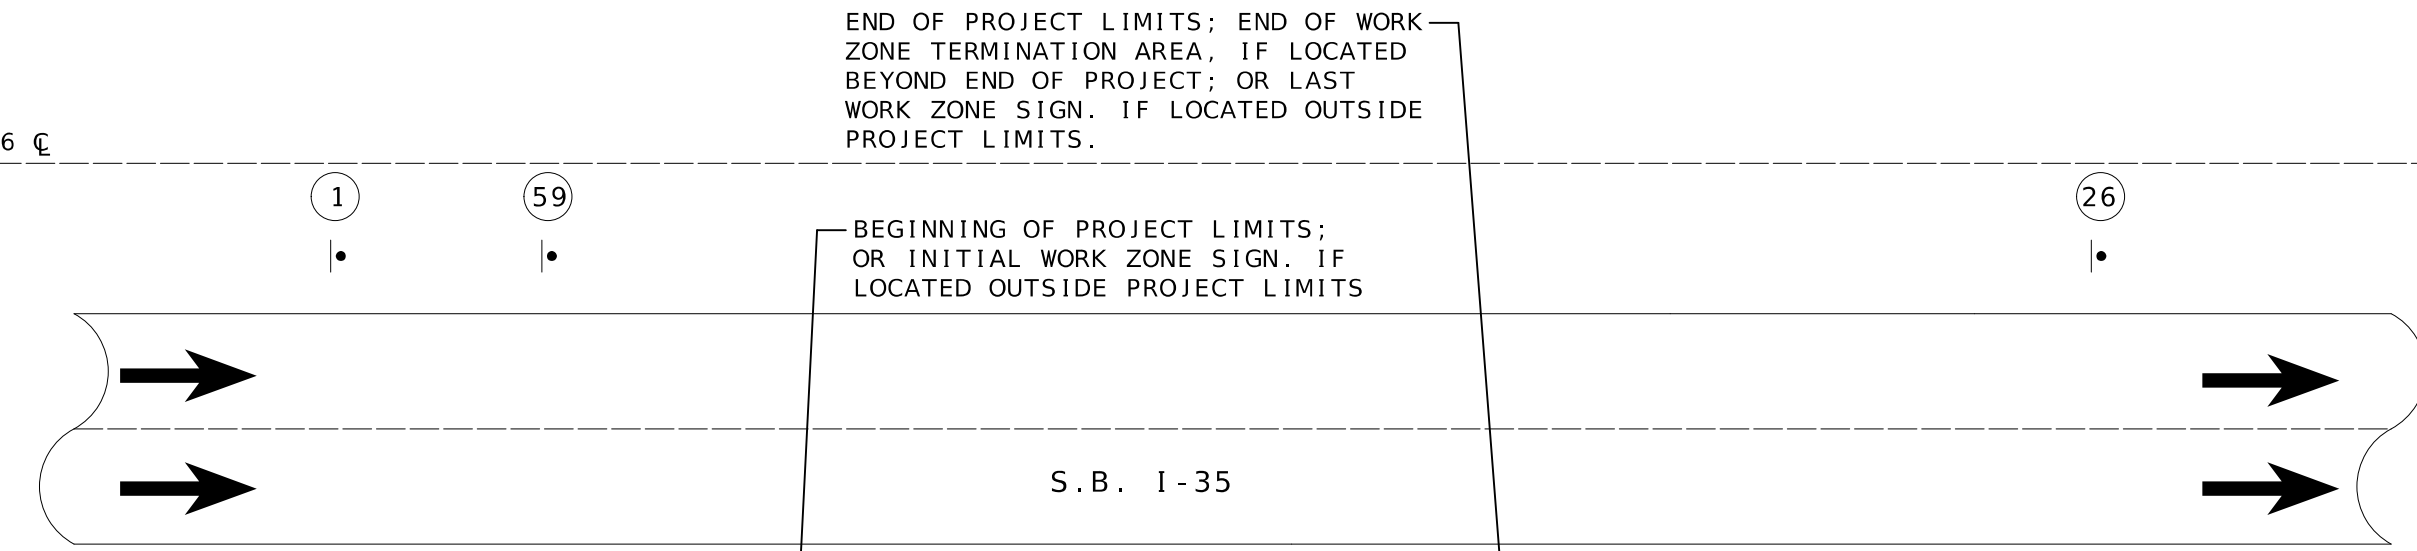 END OF PROJECT LIMITS; END OF WORK
ZONE TERMINATION AREA, IF LOCATED
BEYOND END OF PROJECT; OR LAST
WORK ZONE SIGN. IF LOCATED OUTSIDE
PROJECT LIMITS.
6 ℄
1
59
26
BEGINNING OF PROJECT LIMITS;
OR INITIAL WORK ZONE SIGN. IF
LOCATED OUTSIDE PROJECT LIMITS
S.B. I-35